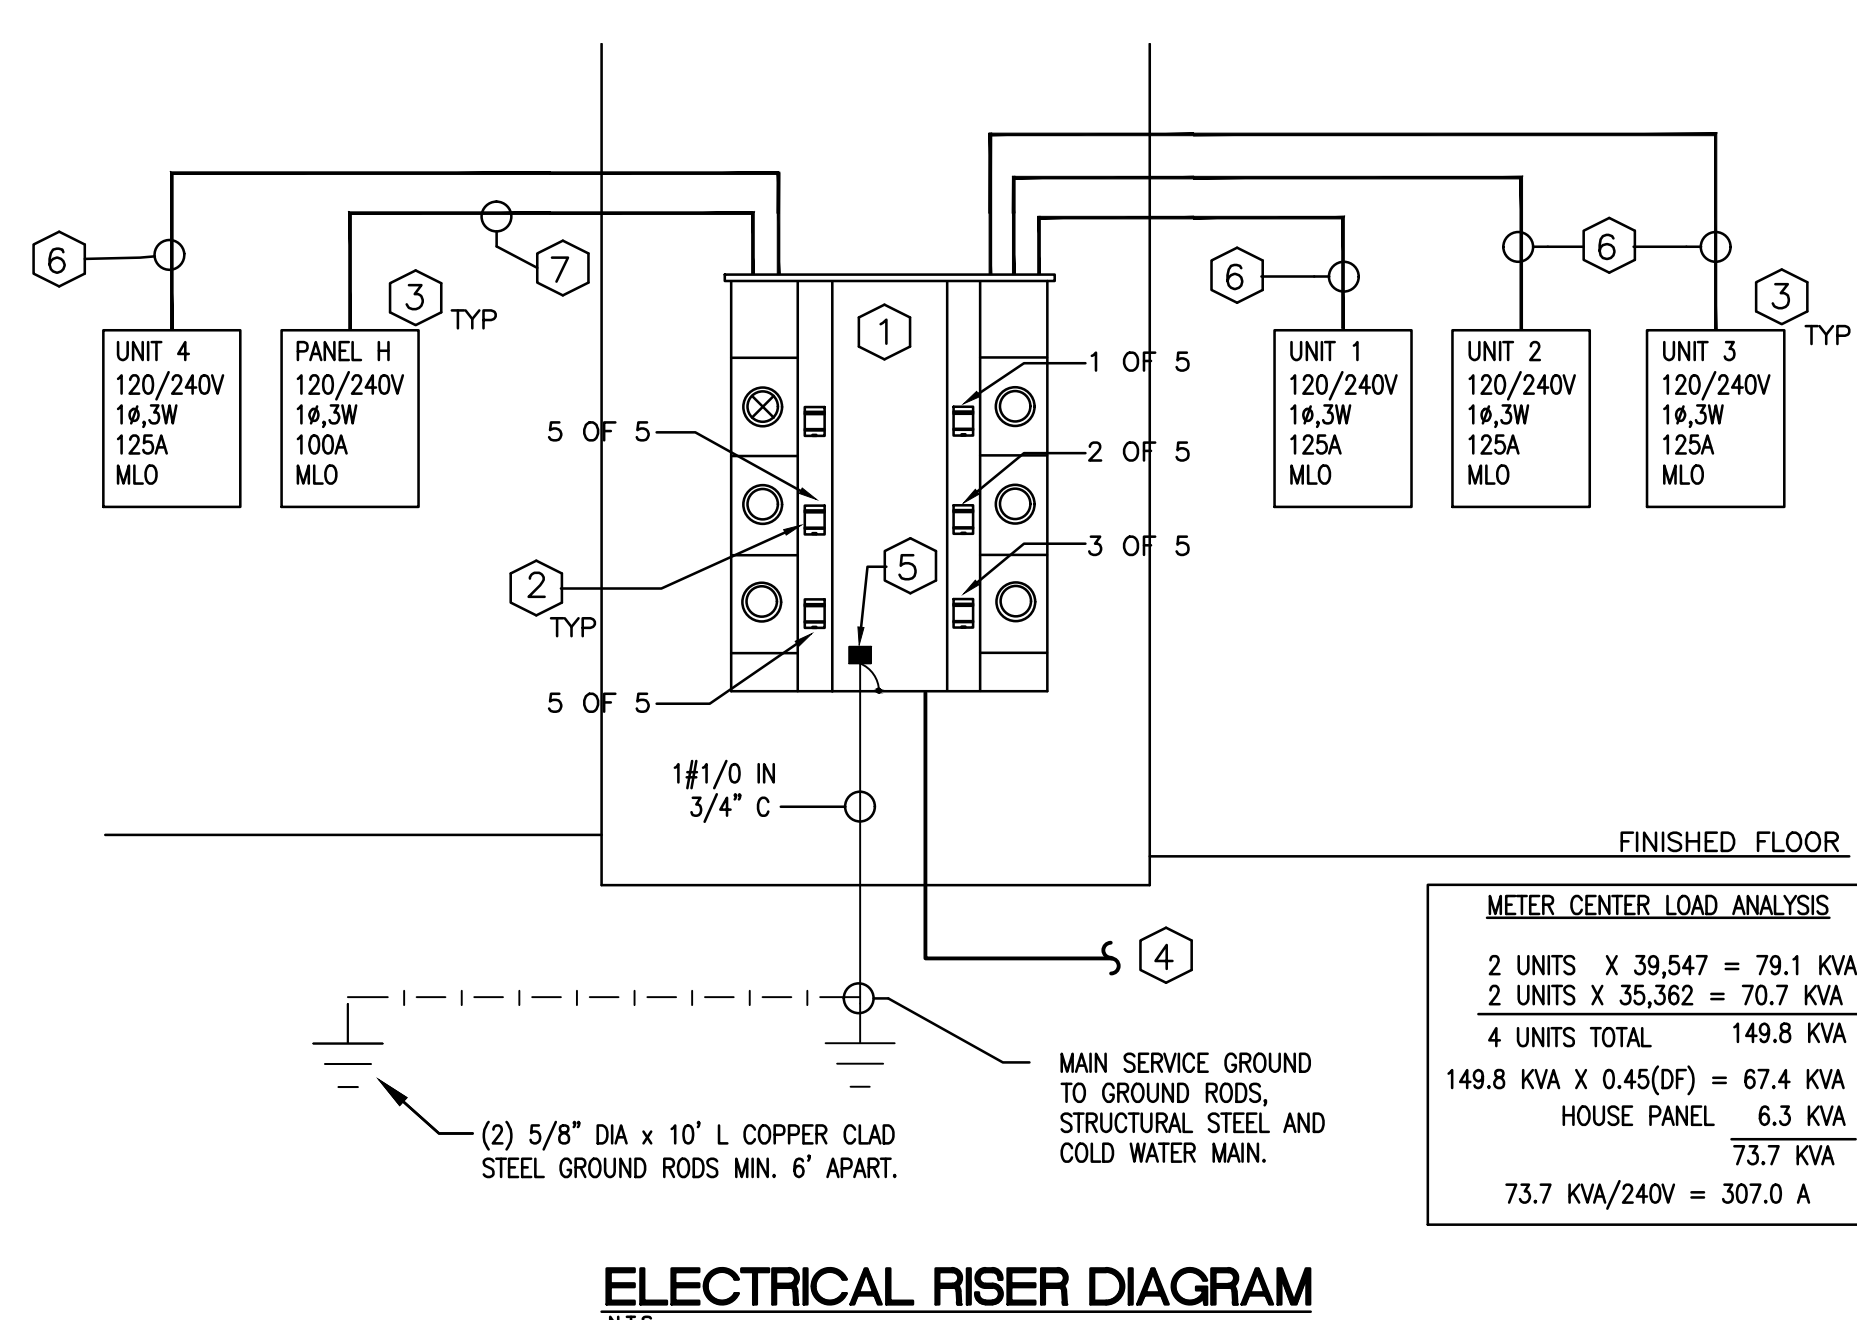 6
7
3
TYP
UNIT 4
120/240V
1ø,3W
125A
MLO
PANEL H
120/240V
1ø,3W
100A
MLO
1
6
6
3
TYP
UNIT 1
120/240V
1ø,3W
125A
MLO
UNIT 2
120/240V
1ø,3W
125A
MLO
UNIT 3
120/240V
1ø,3W
125A
MLO
1 OF 5
5 OF 5
2 OF 5
3 OF 5
5
2
TYP
5 OF 5
1#1/0 IN
3/4" C
FINISHED FLOOR
4
MAIN SERVICE GROUND
TO GROUND RODS,
STRUCTURAL STEEL AND
COLD WATER MAIN.
(2) 5/8" DIA x 10' L COPPER CLAD
STEEL GROUND RODS MIN. 6' APART.
METER CENTER LOAD ANALYSIS
2 UNITS X 39,547 = 79.1 KVA
2 UNITS X 35,362 = 70.7 KVA
4 UNITS TOTAL 149.8 KVA
149.8 KVA X 0.45(DF) = 67.4 KVA
HOUSE PANEL 6.3 KVA
73.7 KVA
73.7 KVA/240V = 307.0 A
ELECTRICAL RISER DIAGRAM